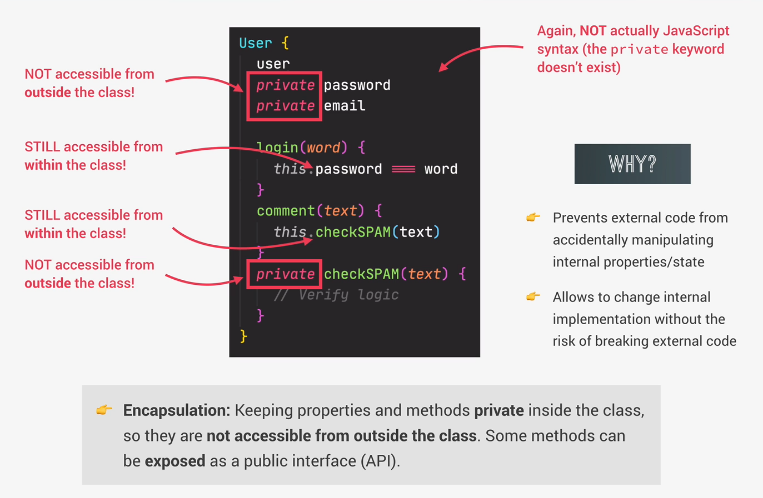 Again, NOT actually JavaScript
syntax (the private keyword
doesn't exist)
NOT accessible from
outside the class!
STILL accessible from
within the class!
STILL accessible from
within the class!
NOT accessible from
outside the class!
User {
user
private password
private email
login(word) {
this.password === word
}
comment(text) {
this.checkSPAM(text)
}
private checkSPAM(text) {
// Verify logic
}
}
WHY?
👉 Prevents external code from
accidentally manipulating
internal properties/state
👉 Allows to change internal
implementation without the
risk of breaking external code
👉 Encapsulation: Keeping properties and methods private inside the class,
so they are not accessible from outside the class. Some methods can
be exposed as a public interface (API).